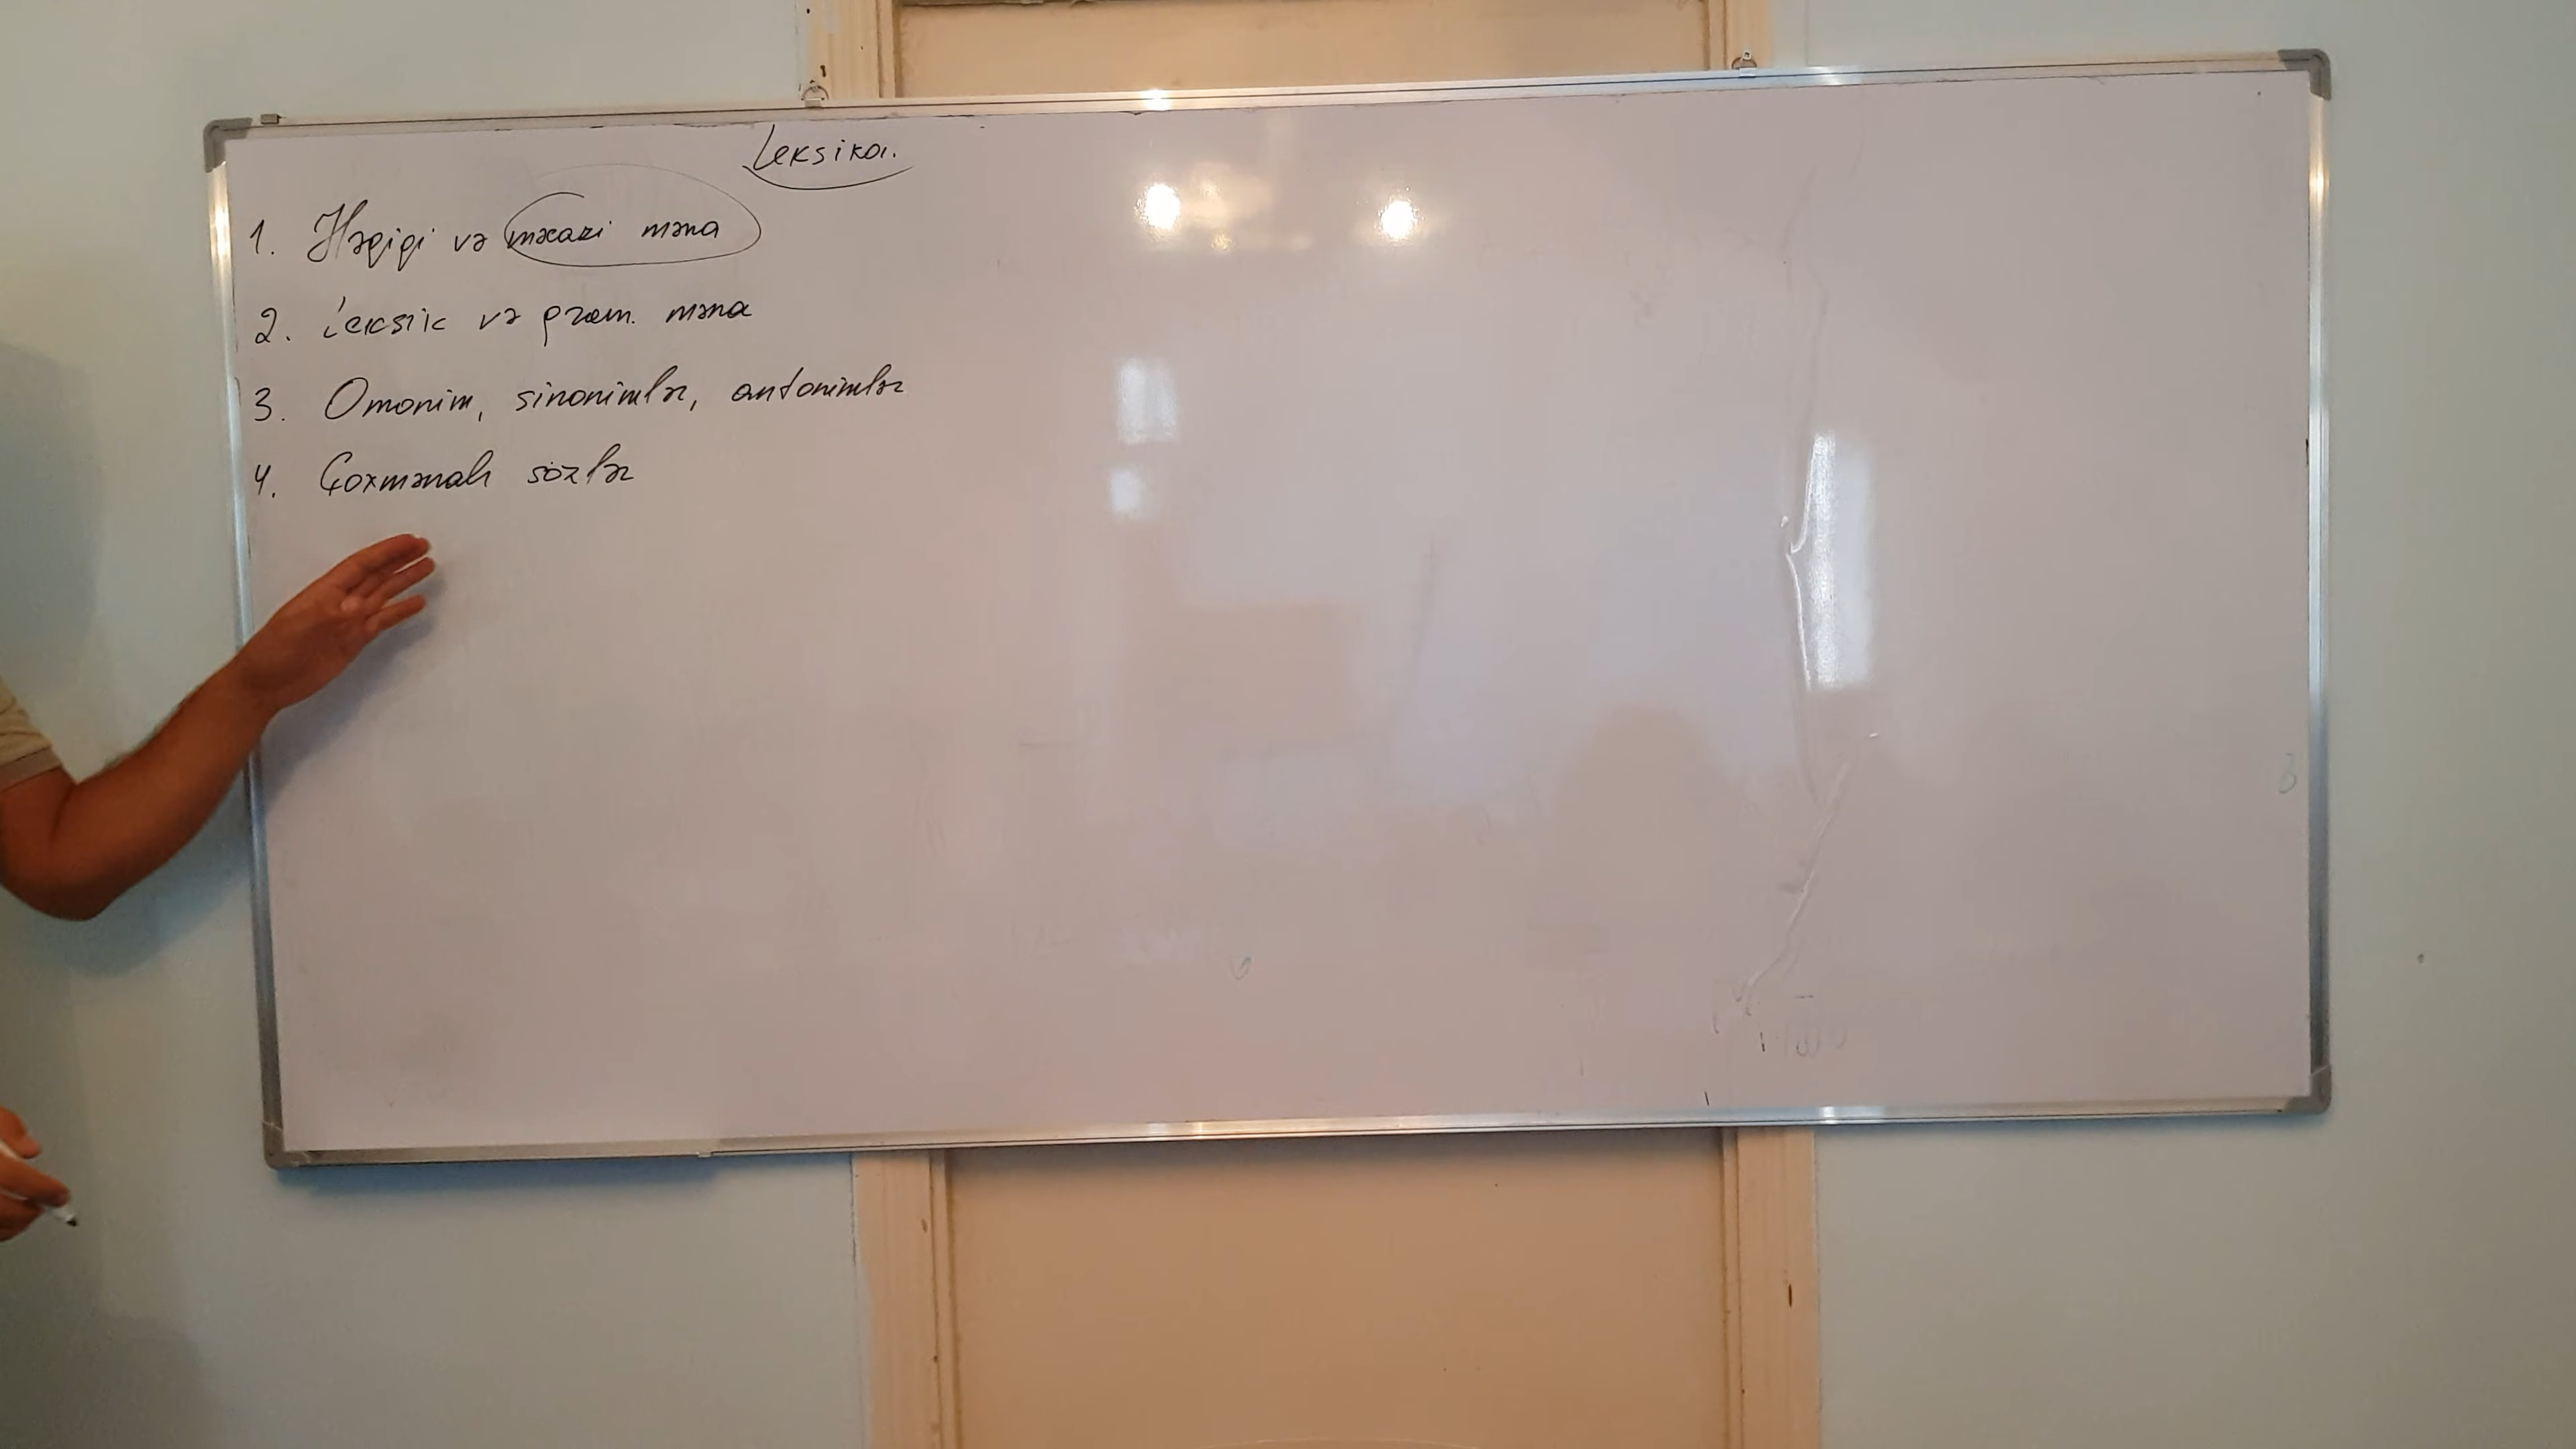 Leksika.
1. Həqiqi və məcazi məna
2. Leksik və qram. məna
3. Omonim, sinonimlər, antonimlər
4. Çoxmənalı sözlər